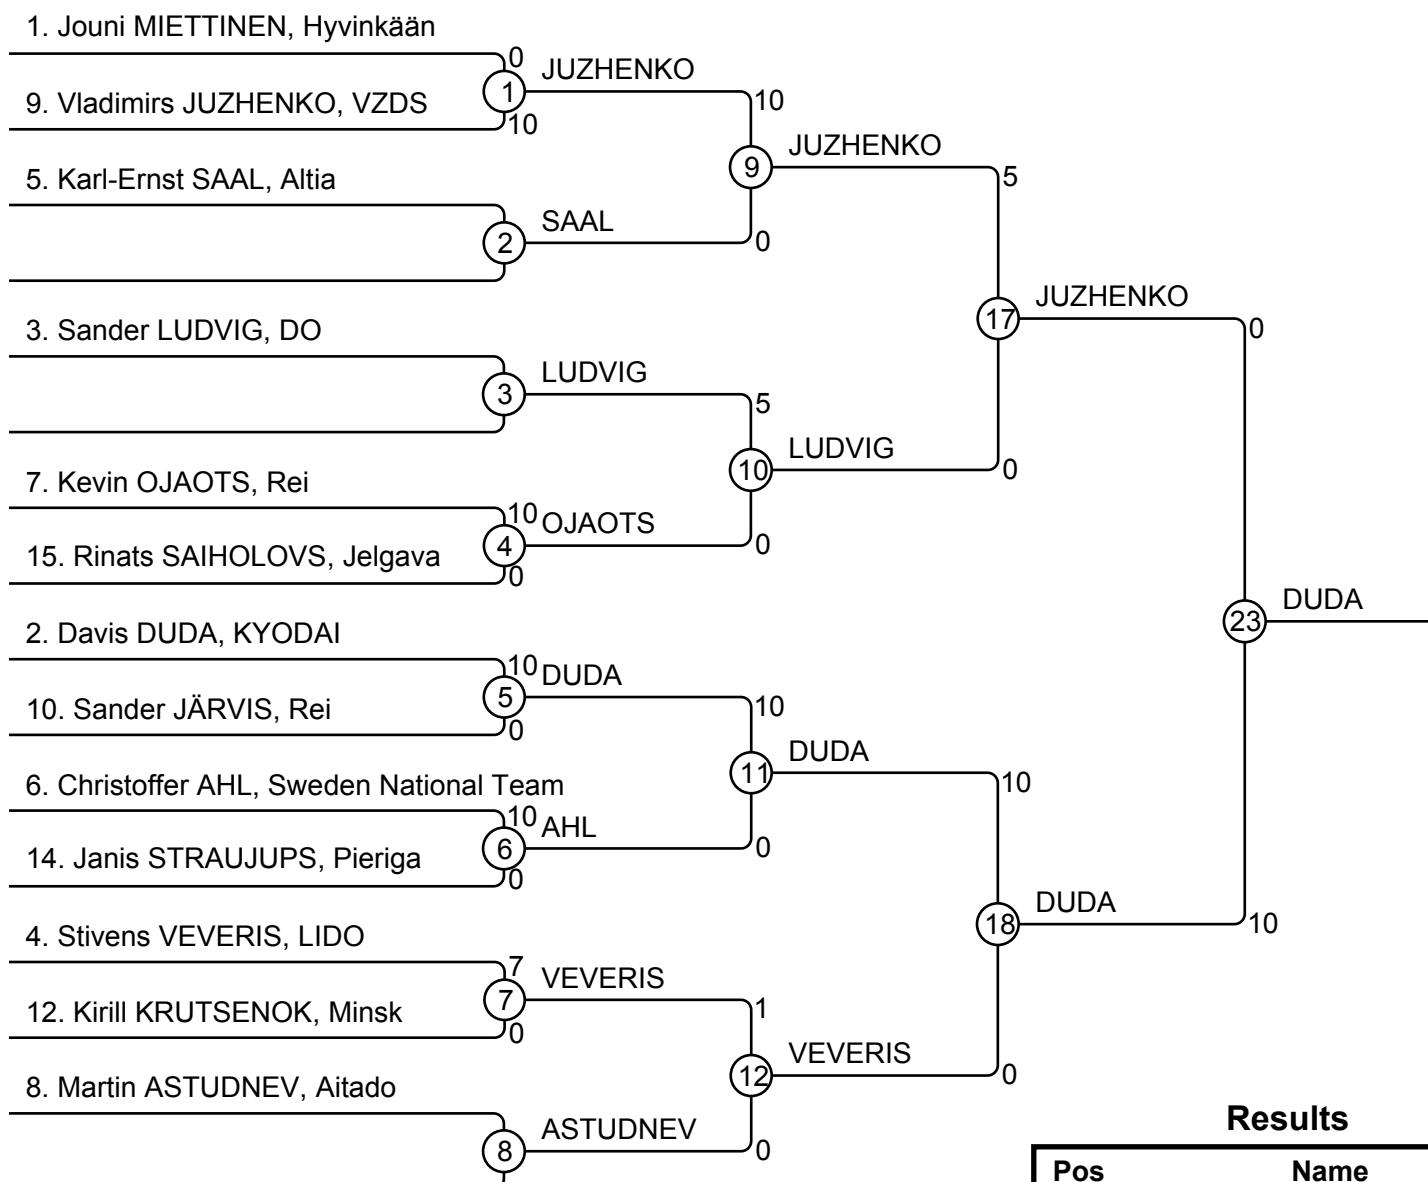 1. Jouni MIETTINEN, Hyvinkään
0
JUZHENKO
1
10
9. Vladimirs JUZHENKO, VZDS
10
JUZHENKO
9
5
5. Karl-Ernst SAAL, Altia
SAAL
2
0
JUZHENKO
17
0
3. Sander LUDVIG, DO
LUDVIG
3
5
LUDVIG
10
0
7. Kevin OJAOTS, Rei
10
OJAOTS
4
0
15. Rinats SAIHOLOVS, Jelgava
0
DUDA
23
2. Davis DUDA, KYODAI
10
DUDA
5
10
10. Sander JÄRVIS, Rei
0
DUDA
11
10
6. Christoffer AHL, Sweden National Team
10
AHL
6
0
14. Janis STRAUJUPS, Pieriga
0
DUDA
18
10
4. Stivens VEVERIS, LIDO
7
VEVERIS
7
1
12. Kirill KRUTSENOK, Minsk
0
VEVERIS
12
0
8. Martin ASTUDNEV, Aitado
ASTUDNEV
8
0
Results
Pos Name